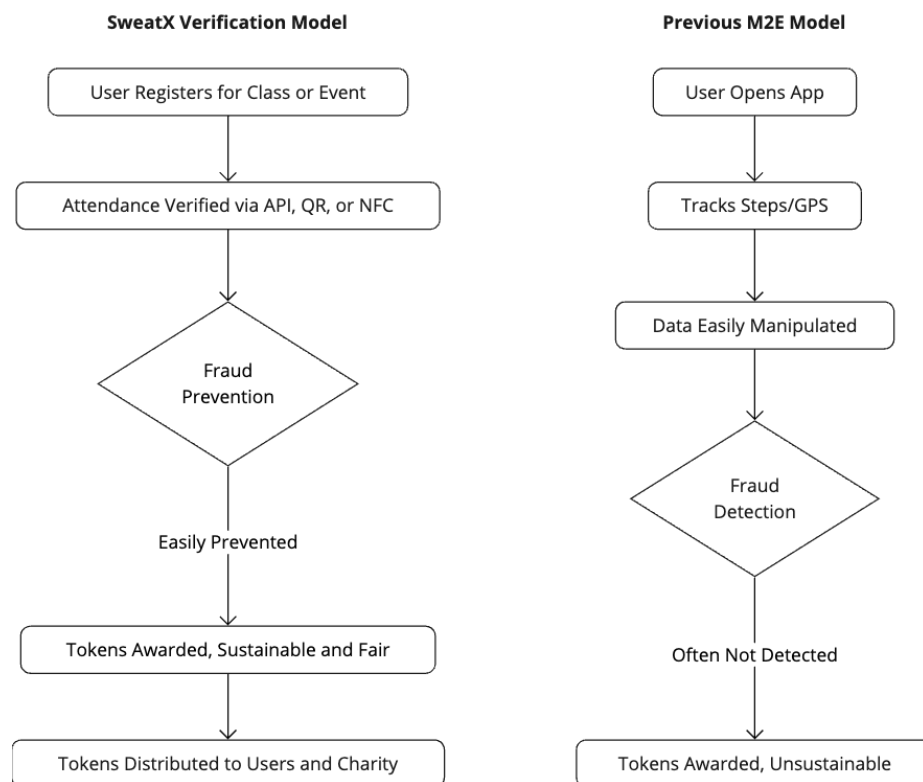 SweatX Verification Model
User Registers for Class or Event
Attendance Verified via API, QR, or NFC
Fraud
Prevention
Easily Prevented
Tokens Awarded, Sustainable and Fair
Tokens Distributed to Users and Charity
Previous M2E Model
User Opens App
Tracks Steps/GPS
Data Easily Manipulated
Fraud
Detection
Often Not Detected
Tokens Awarded, Unsustainable